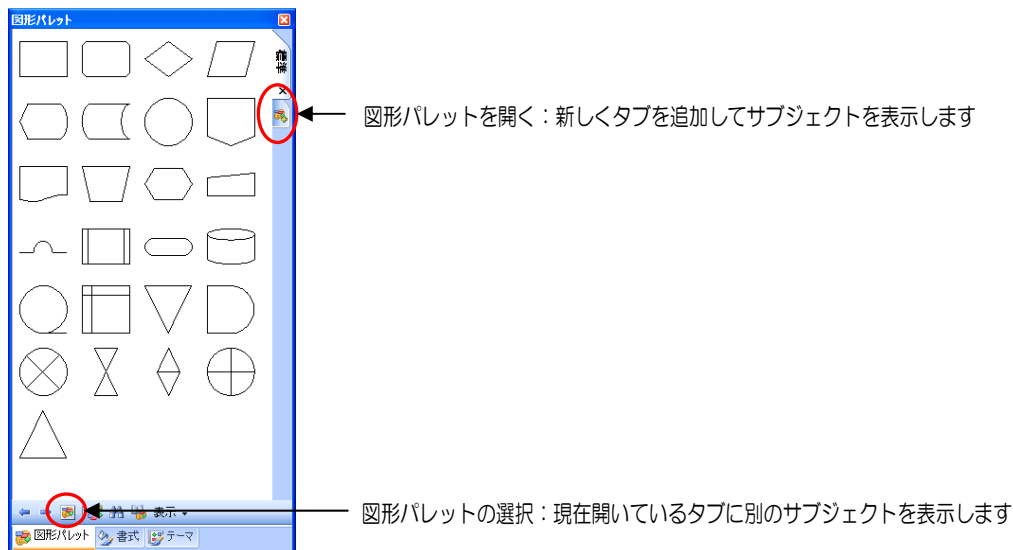 図形パレット
標準
図形パレットを開く：新しくタブを追加してサブジェクトを表示します
表示
図形パレットの選択：現在開いているタブに別のサブジェクトを表示します
図形パレット 書式 テーマ